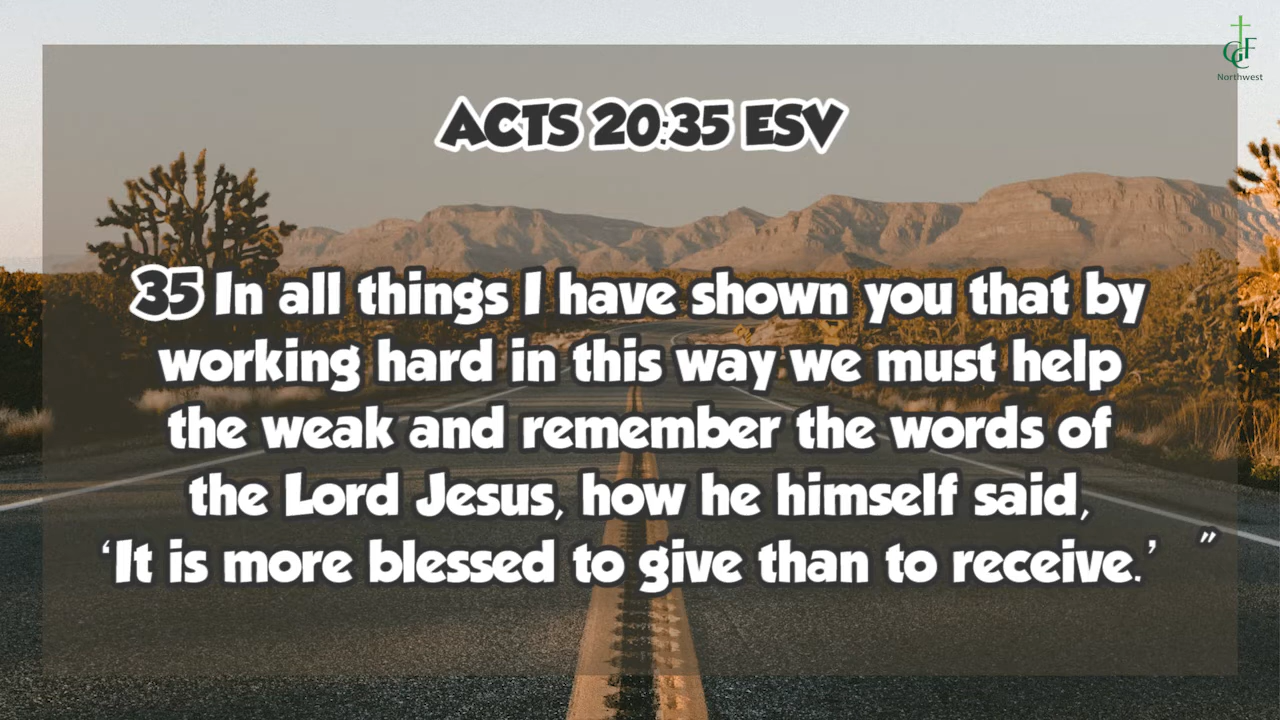 GCF
Northwest
ACTS 20:35 ESV
35 In all things I have shown you that by
working hard in this way we must help
the weak and remember the words of
the Lord Jesus, how he himself said,
‘It is more blessed to give than to receive.’ ”